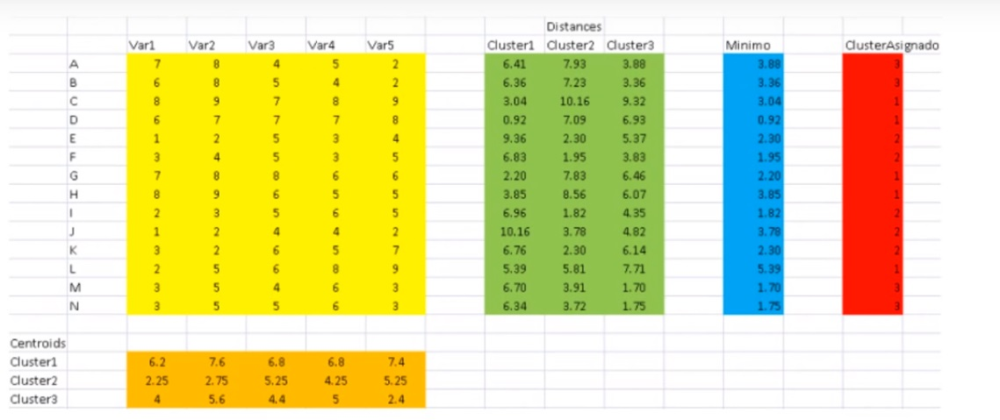 Distances
Var1 Var2 Var3 Var4 Var5 Cluster1 Cluster2 Cluster3 Minimo ClusterAsignado
A 7 8 4 5 2 6.41 7.93 3.88 3.88 3
B 6 8 5 4 2 6.36 7.23 3.36 3.36 3
C 8 9 7 8 9 3.04 10.16 9.32 3.04 1
D 6 7 7 7 8 0.92 7.09 6.93 0.92 1
E 1 2 5 3 4 9.36 2.30 5.37 2.30 2
F 3 4 5 3 5 6.83 1.95 3.83 1.95 2
G 7 8 8 6 6 2.20 7.83 6.46 2.20 1
H 8 9 6 5 5 3.85 8.56 6.07 3.85 1
I 2 3 5 6 5 6.96 1.82 4.35 1.82 2
J 1 2 4 4 2 10.16 3.78 4.82 3.78 2
K 3 2 6 5 7 6.76 2.30 6.14 2.30 2
L 2 5 6 8 9 5.39 5.81 7.71 5.39 1
M 3 5 4 6 3 6.70 3.91 1.70 1.70 3
N 3 5 5 6 3 6.34 3.72 1.75 1.75 3
Centroids
Cluster1 6.2 7.6 6.8 6.8 7.4
Cluster2 2.25 2.75 5.25 4.25 5.25
Cluster3 4 5.6 4.4 5 2.4